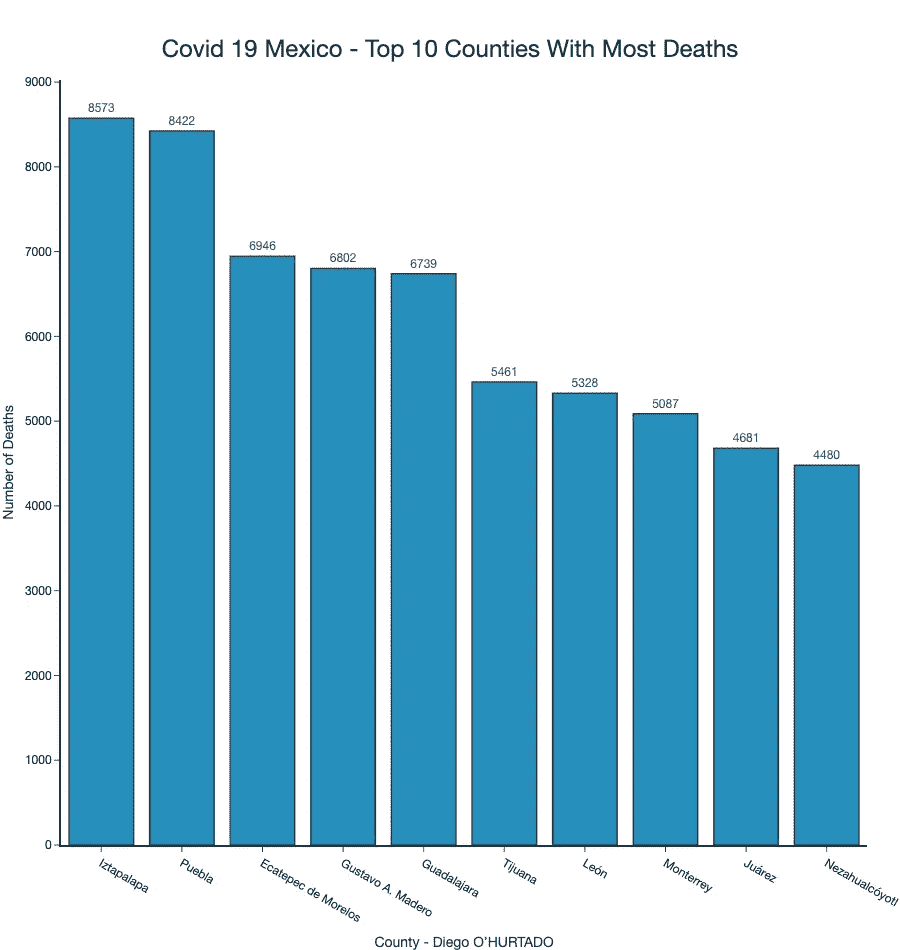 Covid 19 Mexico - Top 10 Counties With Most Deaths
Number of Deaths
9000
8000
7000
6000
5000
4000
3000
2000
1000
0
8573
8422
6946
6802
6739
5461
5328
5087
4681
4480
Iztapalapa
Puebla
Ecatepec de Morelos
Gustavo A. Madero
Guadalajara
Tijuana
León
Monterrey
Juárez
Nezahualcóyotl
County - Diego O’HURTADO